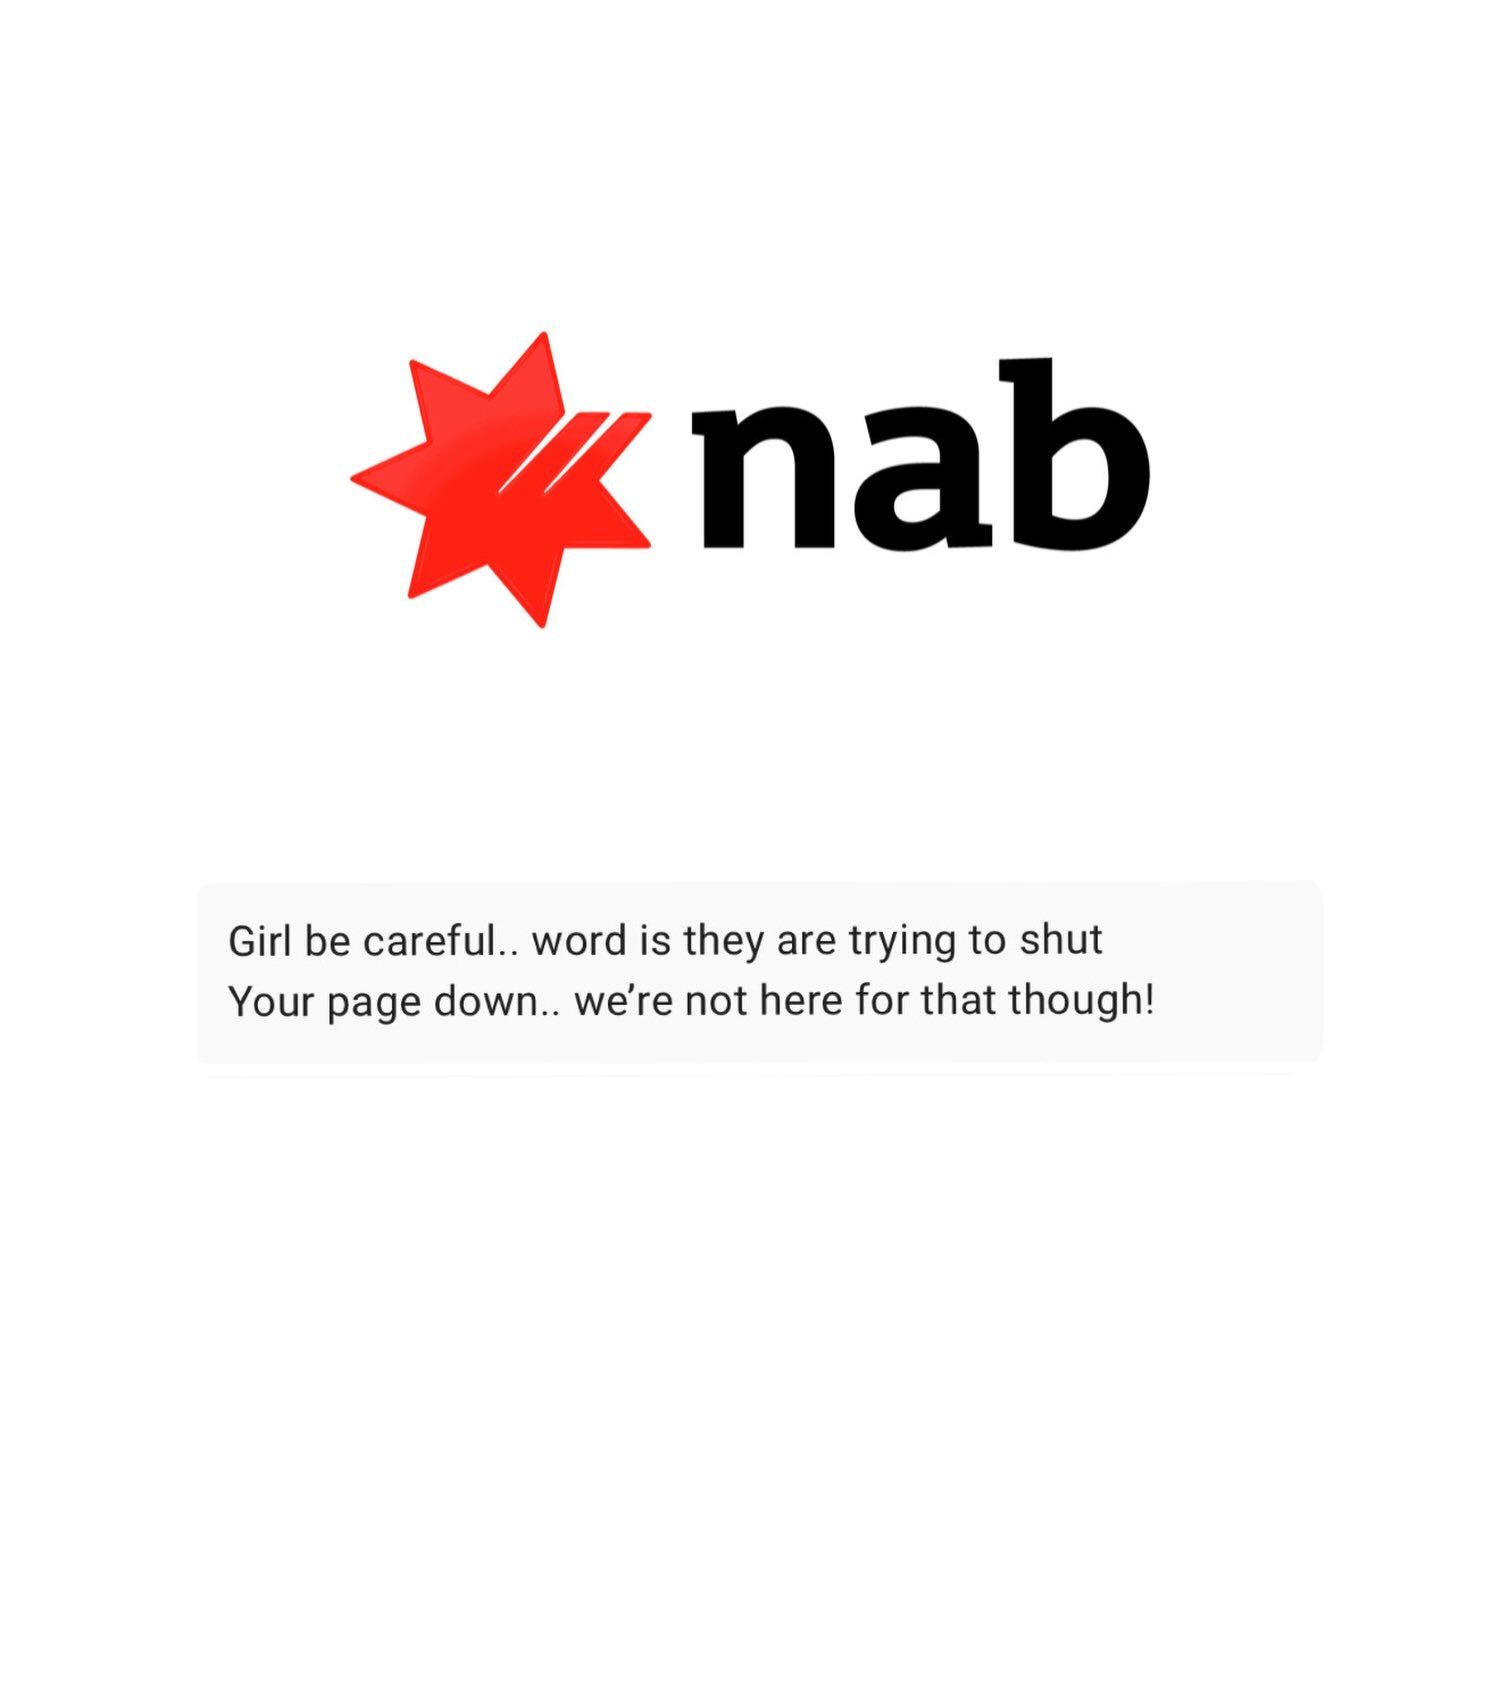 nab
Girl be careful.. word is they are trying to shut
Your page down.. we’re not here for that though!